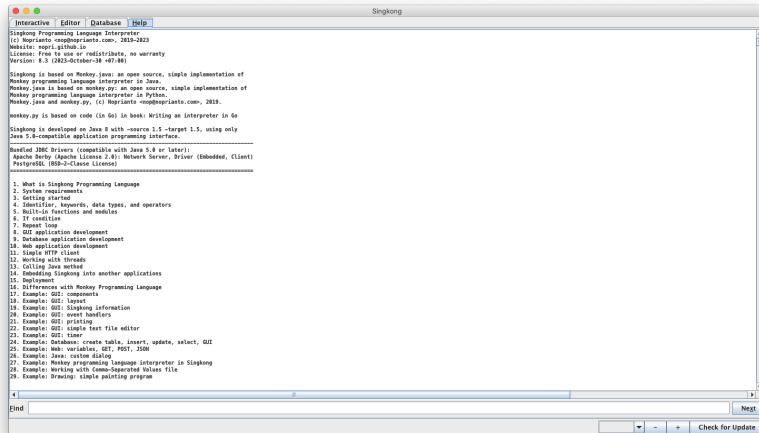 Singkong
Interactive Editor Database Help
Singkong Programming Language Interpreter
(c) Noprianto <nop@noprianto.com>, 2019-2023
Website: nopri.github.io
License: Free to use or redistribute, no warranty
Version: 8.3 (2023-October-30 +07:00)
Singkong is based on Monkey.java: an open source, simple implementation of
Monkey programming language interpreter in Java.
Monkey.java is based on monkey.py: an open source, simple implementation of
Monkey programming language interpreter in Python.
Monkey.java and monkey.py, (c) Noprianto <nop@noprianto.com>, 2019.
monkey.py is based on code (in Go) in book: Writing an interpreter in Go
Singkong is developed on Java 8 with -source 1.5 -target 1.5, using only
Java 5.0-compatible application programming interface.
Bundled JDBC Drivers (compatible with Java 5.0 or later):
Apache Derby (Apache License 2.0): Network Server, Driver (Embedded, Client)
PostgreSQL (BSD-2-Clause License)
1. What is Singkong Programming Language
2. System requirements
3. Getting started
4. Identifier, keywords, data types, and operators
5. Built-in functions and modules
6. If condition
7. Repeat loop
8. GUI application development
9. Database application development
10. Web application development
11. Simple HTTP client
12. Working with threads
13. Calling Java method
14. Embedding Singkong into another applications
15. Deployment
16. Differences with Monkey Programming Language
17. Example: GUI: components
18. Example: GUI: layout
19. Example: GUI: Singkong information
20. Example: GUI: event handlers
21. Example: GUI: printing
22. Example: GUI: simple text file editor
23. Example: GUI: timer
24. Example: Database: create table, insert, update, select, GUI
25. Example: Web: variables, GET, POST, JSON
26. Example: Java: custom dialog
27. Example: Monkey programming language interpreter in Singkong
28. Example: Working with Comma-Separated Values file
29. Example: Drawing: simple painting program
Find Next
- + Check for Update